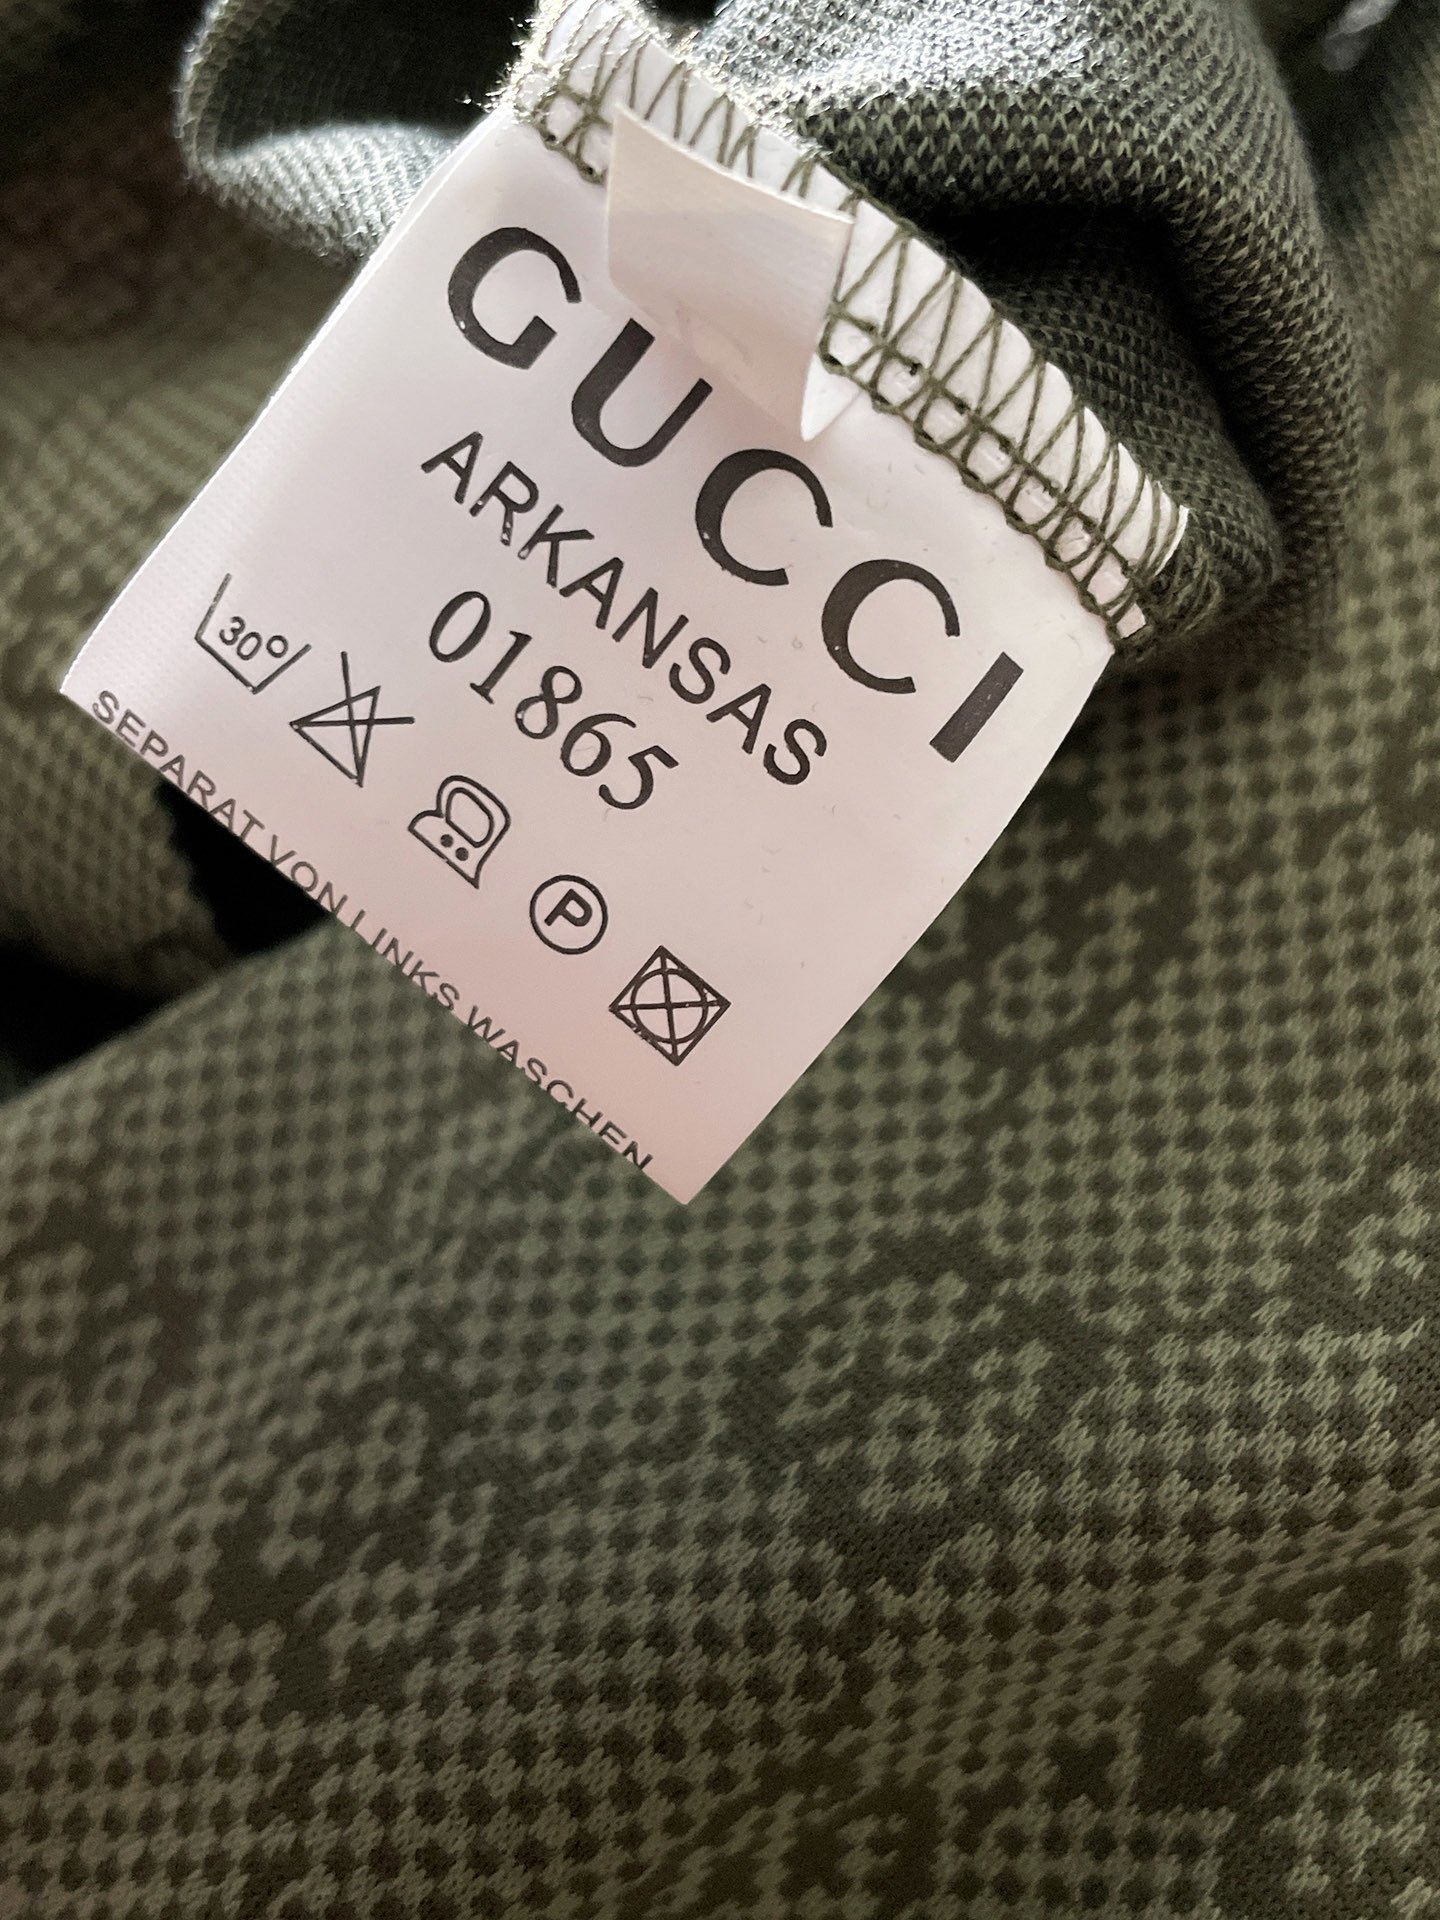 GUCCI
ARKANSAS
01865
30°
P
SEPARAT VON LINKS WASCHEN